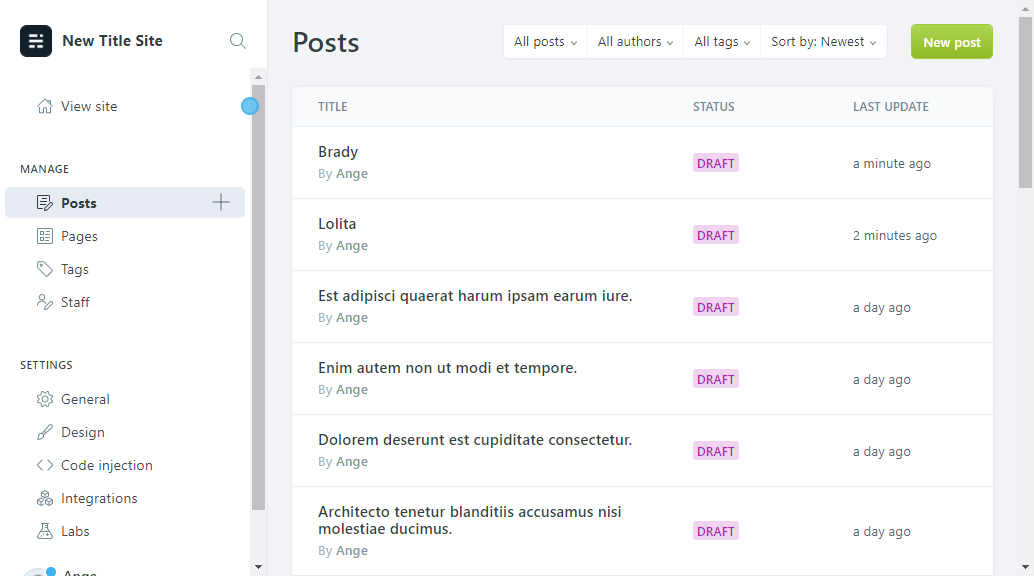 New Title Site
View site
MANAGE
Posts
Pages
Tags
Staff
SETTINGS
General
Design
Code injection
Integrations
Labs
Ange
Posts
All posts
All authors
All tags
Sort by: Newest
New post
TITLE
STATUS
LAST UPDATE
Brady
By Ange
DRAFT
a minute ago
Lolita
By Ange
DRAFT
2 minutes ago
Est adipisci quaerat harum ipsam earum iure.
By Ange
DRAFT
a day ago
Enim autem non ut modi et tempore.
By Ange
DRAFT
a day ago
Dolorem deserunt est cupiditate consectetur.
By Ange
DRAFT
a day ago
Architecto tenetur blanditiis accusamus nisi
molestiae ducimus.
By Ange
DRAFT
a day ago